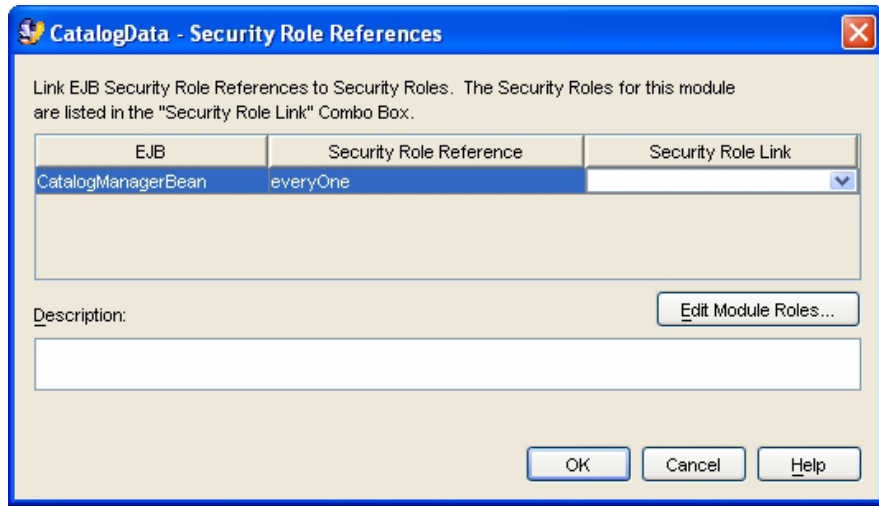 CatalogData - Security Role References
Link EJB Security Role References to Security Roles.  The Security Roles for this module
are listed in the "Security Role Link" Combo Box.
EJB Security Role Reference Security Role Link
CatalogManagerBean everyOne
Edit Module Roles...
Description:
OK Cancel Help